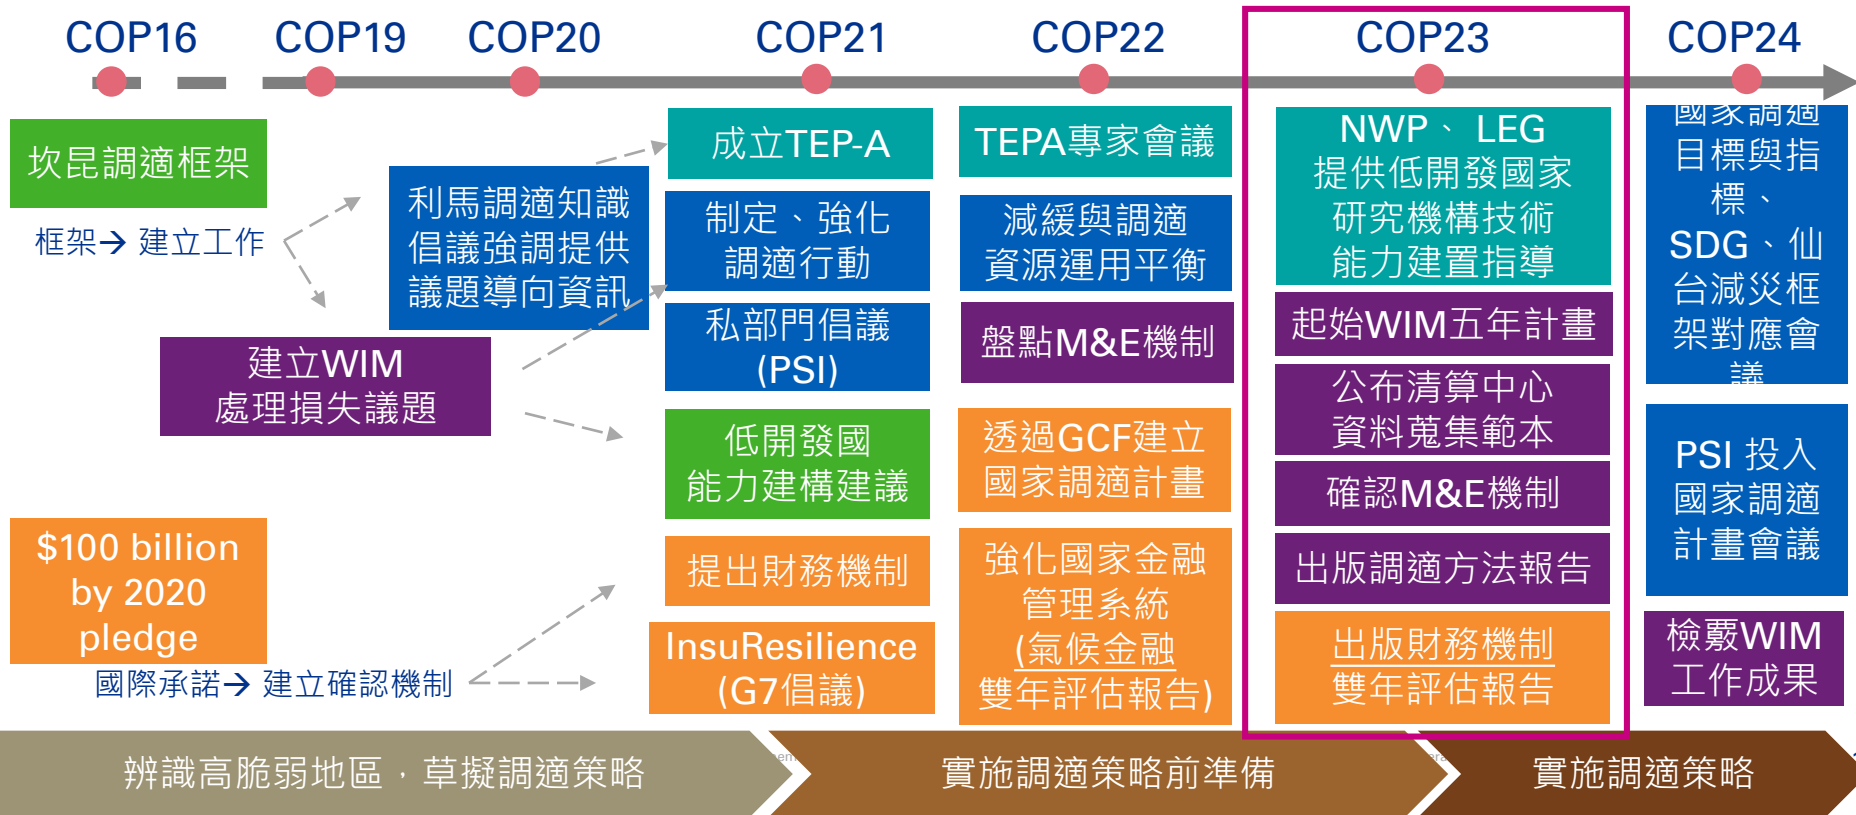 COP16
COP19
COP20
COP21
COP22
COP23
COP24
坎昆調適框架
框架→ 建立工作
利馬調適知識
倡議強調提供
議題導向資訊
建立WIM
處理損失議題
$100 billion
by 2020
pledge
國際承諾→ 建立確認機制
成立TEP-A
制定、強化
調適行動
私部門倡議
(PSI)
低開發國
能力建構建議
提出財務機制
InsuResilience
(G7倡議)
TEPA專家會議
減緩與調適
資源運用平衡
盤點M&E機制
透過GCF建立
國家調適計畫
強化國家金融
管理系統
(氣候金融
雙年評估報告)
NWP、 LEG
提供低開發國家
研究機構技術
能力建置指導
起始WIM五年計畫
公布清算中心
資料蒐集範本
確認M&E機制
出版調適方法報告
出版財務機制
雙年評估報告
國家調適
目標與指
標、
SDG、仙
台減災框
架對應會
議
PSI 投入
國家調適
計畫會議
檢覈WIM
工作成果
辨識高脆弱地區，草擬調適策略
實施調適策略前準備
實施調適策略